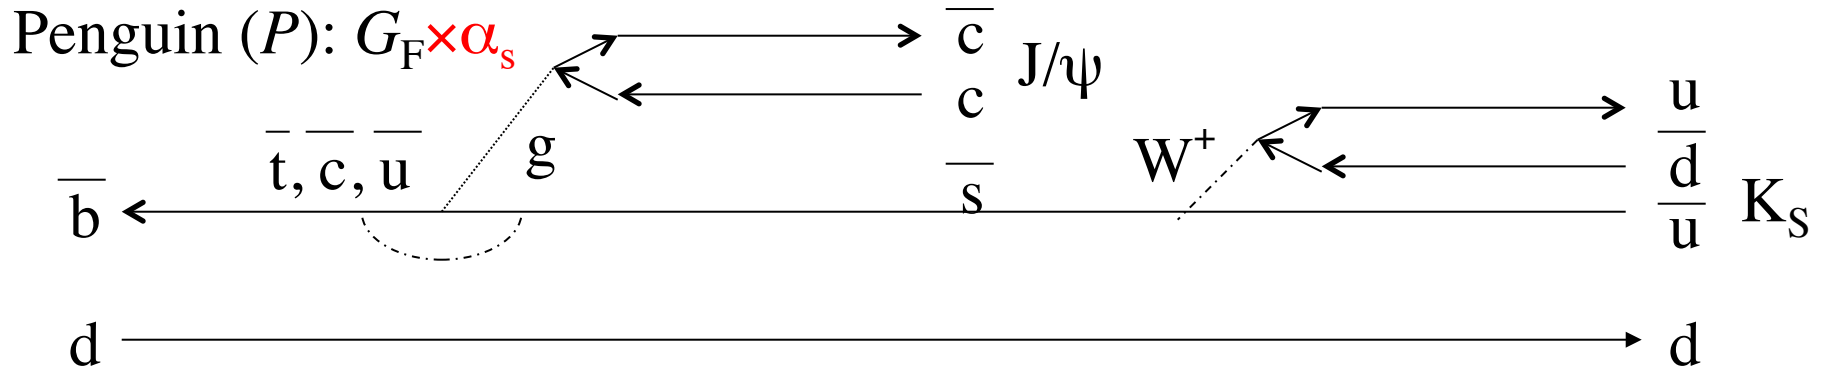 Penguin (P): G_F×α_s
c̅
J/ψ
c
u
g
W⁺
t̅, c̅, u̅
d̅
b̅
s̅
u̅
K_S
d
d